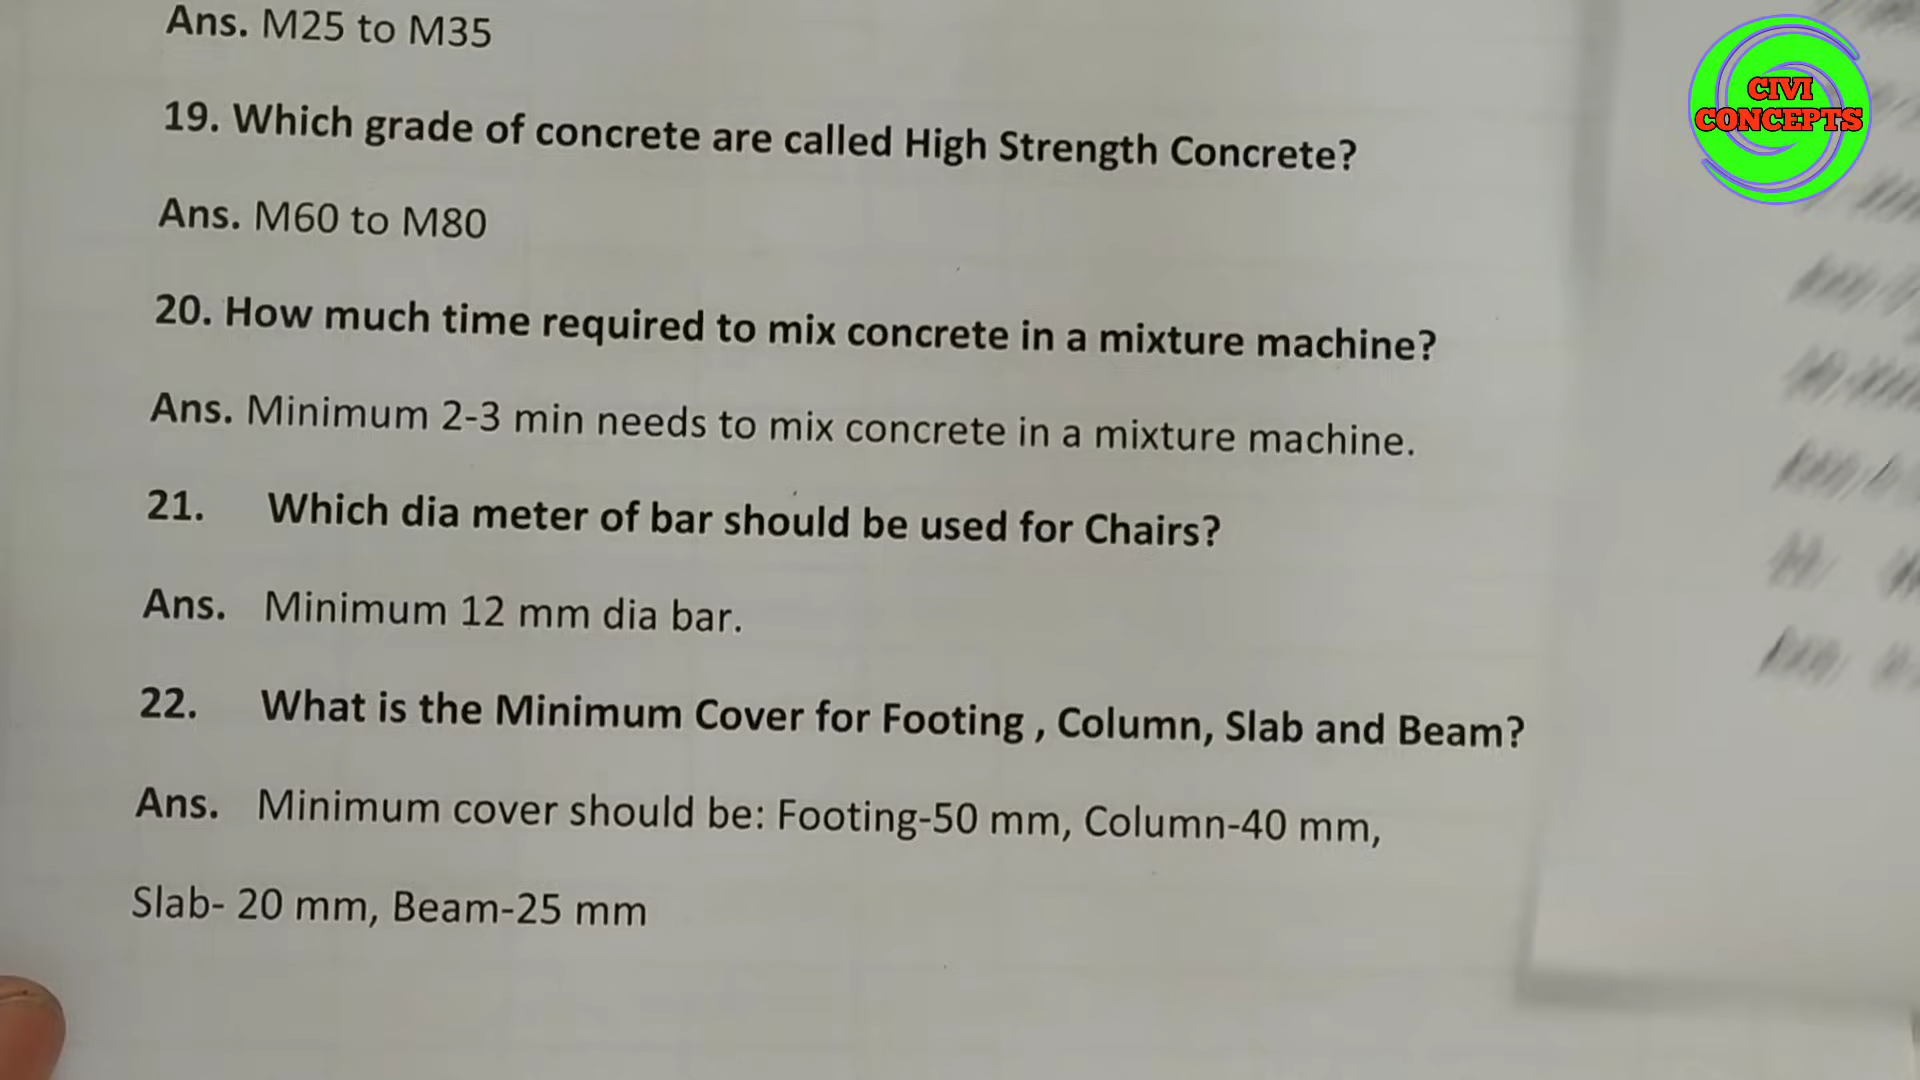 Ans. M25 to M35
CIVI
CONCEPTS
19. Which grade of concrete are called High Strength Concrete?
Ans. M60 to M80
20. How much time required to mix concrete in a mixture machine?
Ans. Minimum 2-3 min needs to mix concrete in a mixture machine.
21. Which dia meter of bar should be used for Chairs?
Ans. Minimum 12 mm dia bar.
22. What is the Minimum Cover for Footing , Column, Slab and Beam?
Ans. Minimum cover should be: Footing-50 mm, Column-40 mm,
Slab- 20 mm, Beam-25 mm